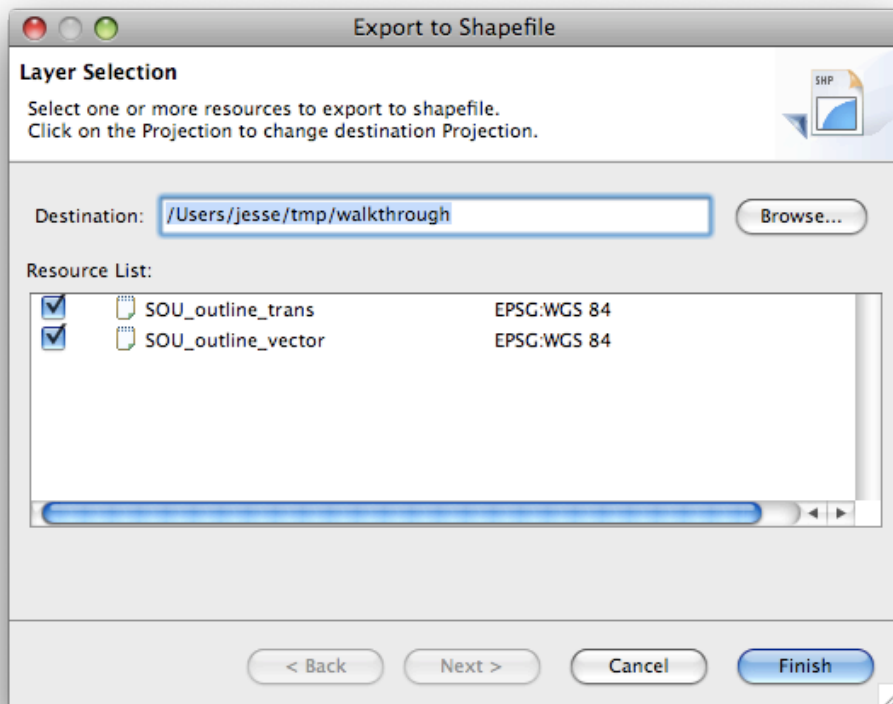 Export to Shapefile
Layer Selection
SHP
Select one or more resources to export to shapefile.
Click on the Projection to change destination Projection.
Destination: /Users/jesse/tmp/walkthrough Browse...
Resource List:
SOU_outline_trans EPSG:WGS 84
SOU_outline_vector EPSG:WGS 84
< Back Next > Cancel Finish